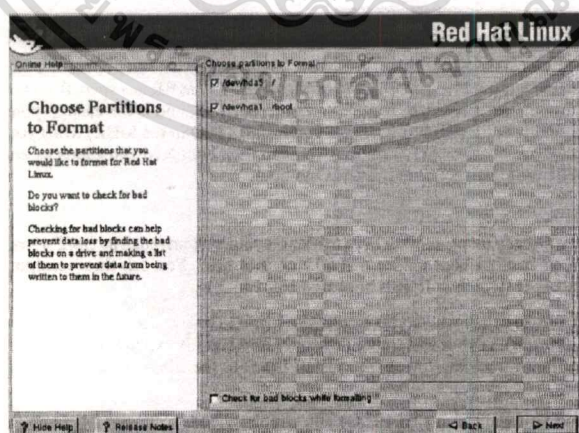 Red Hat Linux
Online Help
Choose partitions to Format
Choose Partitions
to Format
Choose the partitions that you
would like to format for Red Hat
Linux.
Do you want to check for bad
blocks?
Checking for bad blocks can help
prevent data loss by finding the bad
blocks on a drive and making a list
of them to prevent data from being
written to them in the future.
/dev/hda5 /
/dev/hda1 /boot
Check for bad blocks while formatting
Hide Help
Release Notes
Back
Next